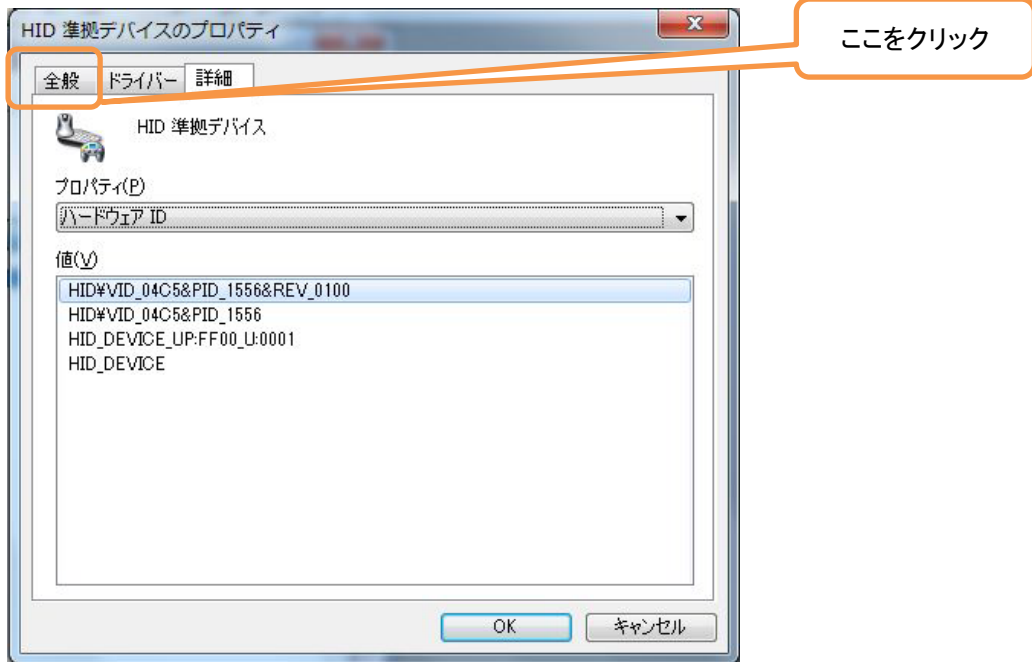 HID 準拠デバイスのプロパティ
ここをクリック
全般 ドライバー 詳細
HID 準拠デバイス
プロパティ(P)
ハードウェア ID
値(V)
HID¥VID_04C5&PID_1556&REV_0100
HID¥VID_04C5&PID_1556
HID_DEVICE_UP:FF00_U:0001
HID_DEVICE
OK キャンセル